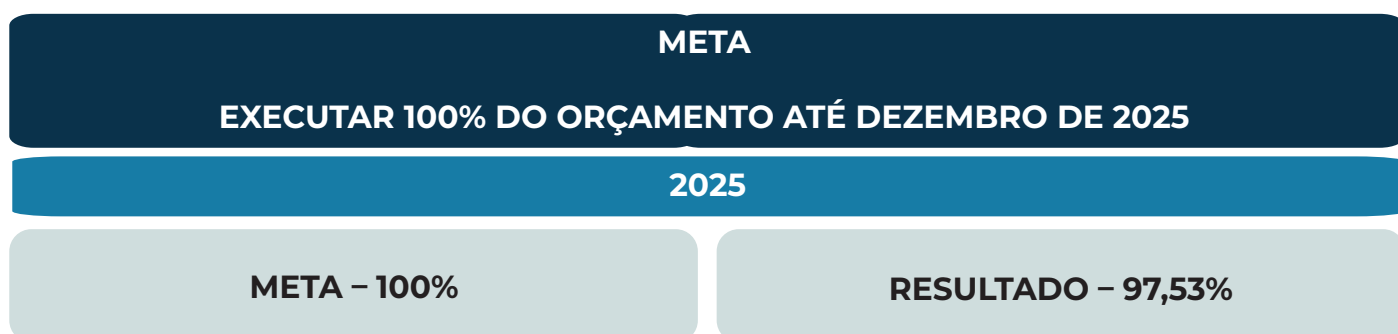 META
EXECUTAR 100% DO ORÇAMENTO ATÉ DEZEMBRO DE 2025
2025
META – 100%
RESULTADO – 97,53%